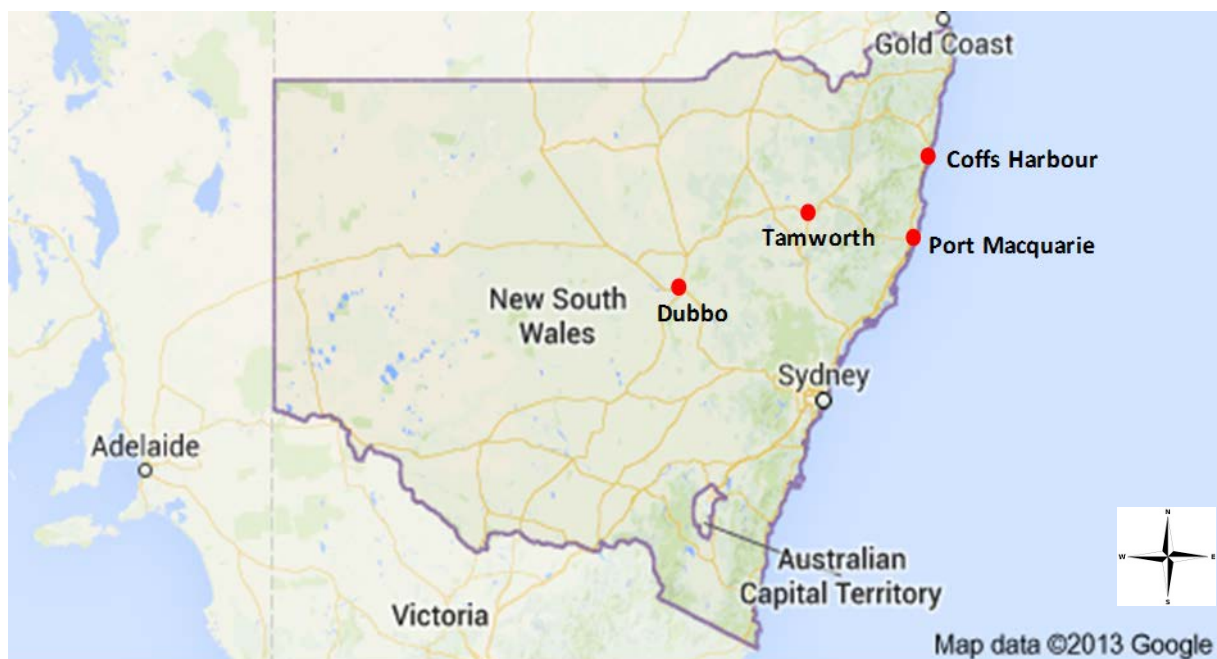 Gold Coast
Coffs Harbour
Tamworth
Port Macquarie
New South
Wales
Dubbo
Sydney
Adelaide
Australian
Capital Territory
Victoria
N
W
E
S
Map data ©2013 Google